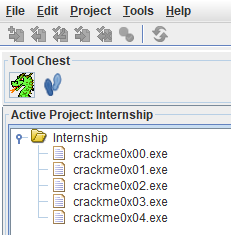 File Edit Project Tools Help
Tool Chest
Active Project: Internship
Internship
crackme0x00.exe
crackme0x01.exe
crackme0x02.exe
crackme0x03.exe
crackme0x04.exe